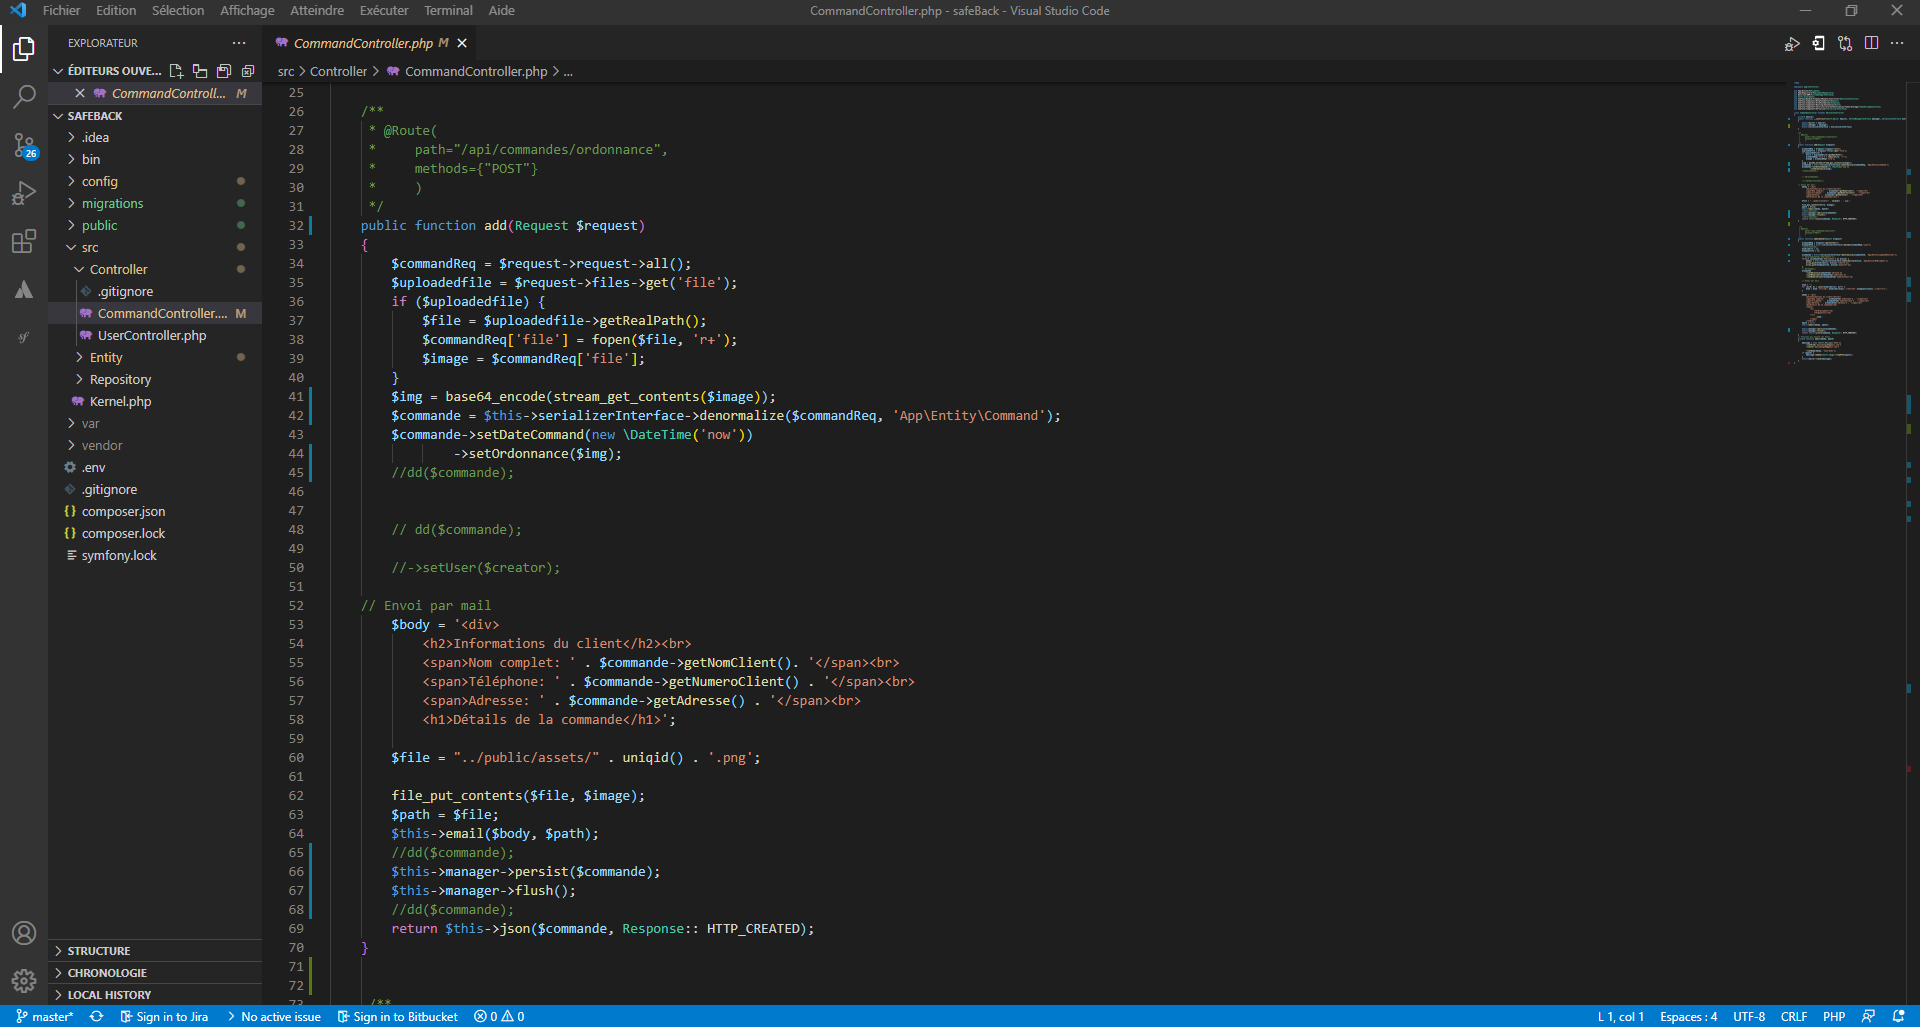 Fichier Edition Sélection Affichage Atteindre Exécuter Terminal Aide
CommandController.php - safeBack - Visual Studio Code
EXPLORATEUR
CommandController.php M
ÉDITEURS OUVE...
CommandControll... M
src > Controller > CommandController.php > ...
SAFEBACK
.idea
bin
config
migrations
public
src
Controller
.gitignore
CommandController.... M
UserController.php
Entity
Repository
Kernel.php
var
vendor
.env
.gitignore
composer.json
composer.lock
symfony.lock
26
25
26 /**
27 * @Route(
28 * path="/api/commandes/ordonnance",
29 * methods={"POST"}
30 * )
31 */
32 public function add(Request $request)
33 {
34 $commandReq = $request->request->all();
35 $uploadedfile = $request->files->get('file');
36 if ($uploadedfile) {
37 $file = $uploadedfile->getRealPath();
38 $commandReq['file'] = fopen($file, 'r+');
39 $image = $commandReq['file'];
40 }
41 $img = base64_encode(stream_get_contents($image));
42 $commande = $this->serializerInterface->denormalize($commandReq, 'App\Entity\Command');
43 $commande->setDateCommand(new \DateTime('now'))
44 ->setOrdonnance($img);
45 //dd($commande);
46
47
48 // dd($commande);
49
50 //->setUser($creator);
51
52 // Envoi par mail
53 $body = '<div>
54 <h2>Informations du client</h2><br>
55 <span>Nom complet: ' . $commande->getNomClient(). '</span><br>
56 <span>Téléphone: ' . $commande->getNumeroClient() . '</span><br>
57 <span>Adresse: ' . $commande->getAdresse() . '</span><br>
58 <h1>Détails de la commande</h1>';
59
60 $file = "../public/assets/" . uniqid() . '.png';
61
62 file_put_contents($file, $image);
63 $path = $file;
64 $this->email($body, $path);
65 //dd($commande);
66 $this->manager->persist($commande);
67 $this->manager->flush();
68 //dd($commande);
69 return $this->json($commande, Response:: HTTP_CREATED);
70 }
71
72
73 /**
STRUCTURE
CHRONOLOGIE
LOCAL HISTORY
master* Sign in to Jira No active issue Sign in to Bitbucket 0 0
L 1, col 1 Espaces : 4 UTF-8 CRLF PHP